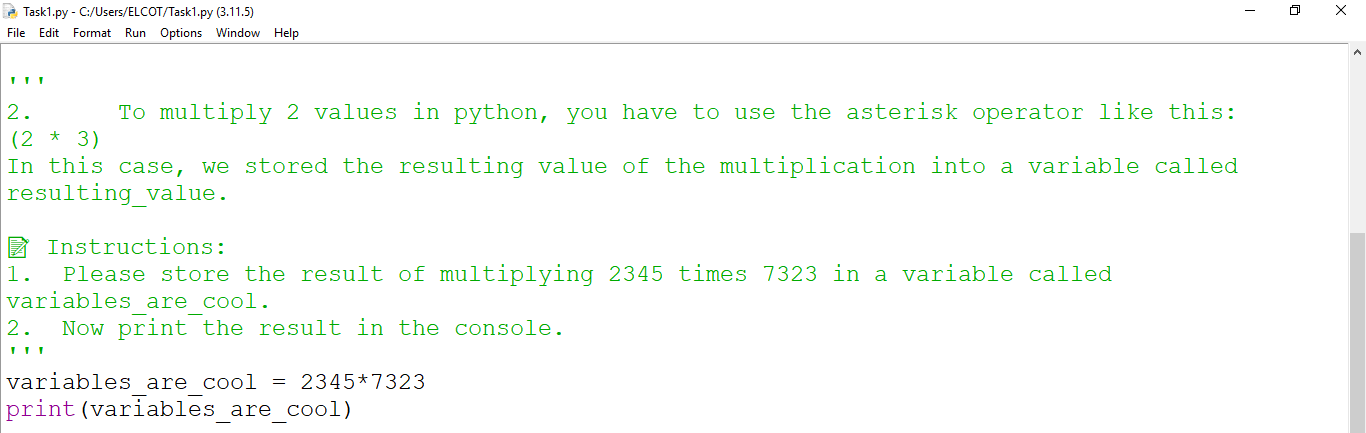 Task1.py - C:/Users/ELCOT/Task1.py (3.11.5)
File Edit Format Run Options Window Help
'''
2.      To multiply 2 values in python, you have to use the asterisk operator like this:
(2 * 3)
In this case, we stored the resulting value of the multiplication into a variable called
resulting_value.
📝 Instructions:
1.  Please store the result of multiplying 2345 times 7323 in a variable called
variables_are_cool.
2.  Now print the result in the console.
'''
variables_are_cool = 2345*7323
print(variables_are_cool)